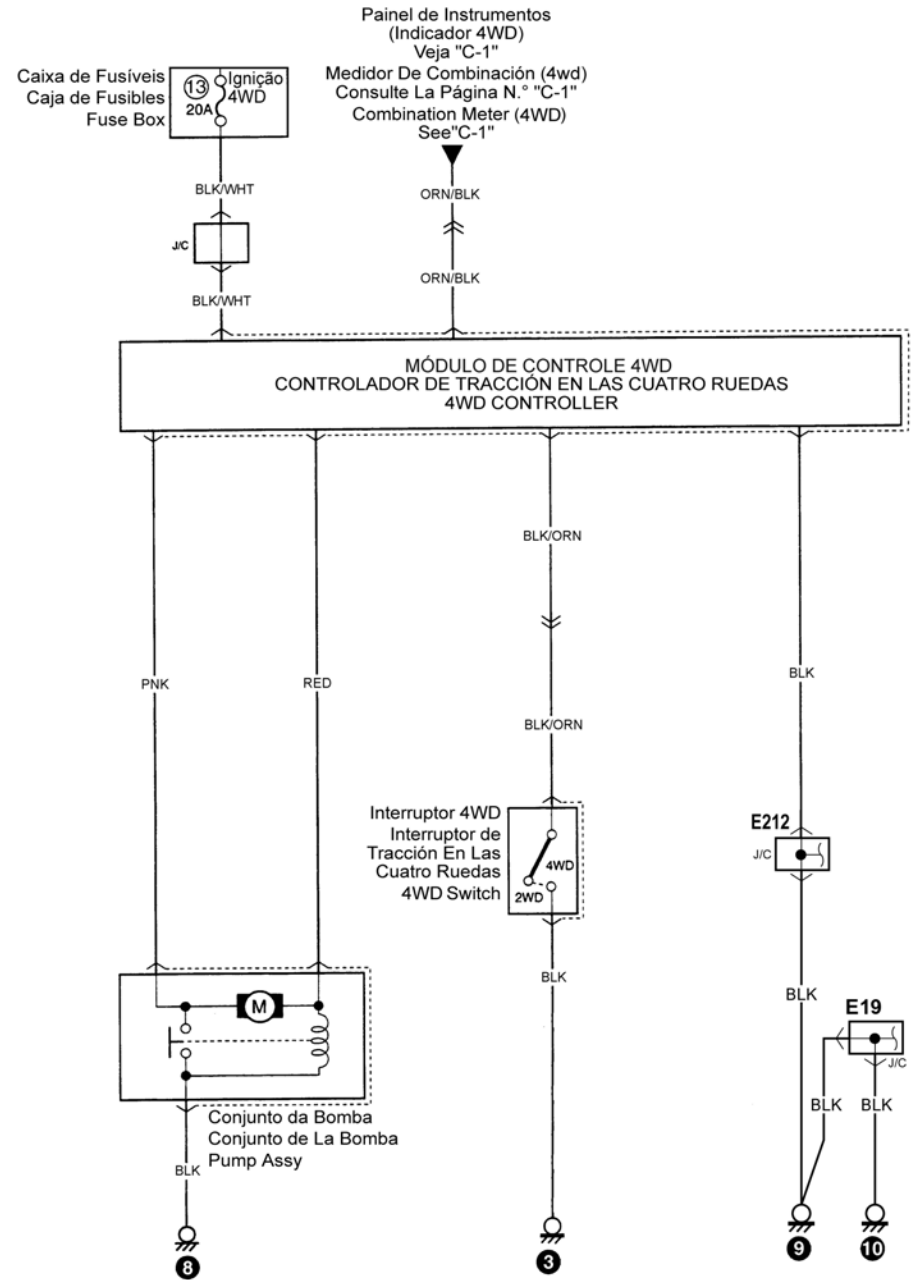 Painel de Instrumentos
(Indicador 4WD)
Veja "C-1"
Medidor De Combinación (4wd)
Consulte La Página N.° "C-1"
Combination Meter (4WD)
See"C-1"
Caixa de Fusíveis
Caja de Fusibles
Fuse Box
13
20A
Ignição
4WD
BLK/WHT
ORN/BLK
J/C
BLK/WHT
ORN/BLK
MÓDULO DE CONTROLE 4WD
CONTROLADOR DE TRACCIÓN EN LAS CUATRO RUEDAS
4WD CONTROLLER
BLK/ORN
PNK
RED
BLK
BLK/ORN
Interruptor 4WD
Interruptor de
Tracción En Las
Cuatro Ruedas
4WD Switch
4WD
2WD
E212
J/C
BLK
BLK
E19
J/C
M
BLK
BLK
Conjunto da Bomba
Conjunto de La Bomba
Pump Assy
BLK
8
3
9
10